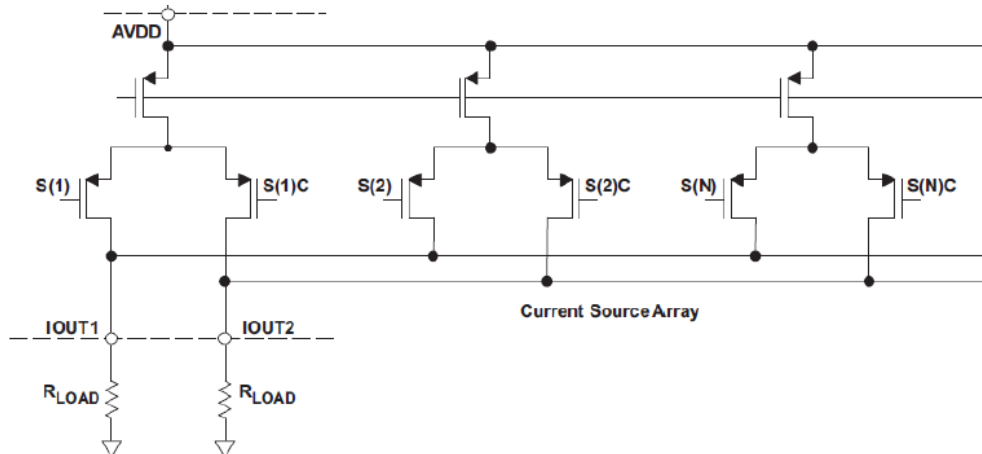 AVDD
S(1) S(1)C S(2) S(2)C S(N) S(N)C
Current Source Array
IOUT1 IOUT2
RLOAD RLOAD